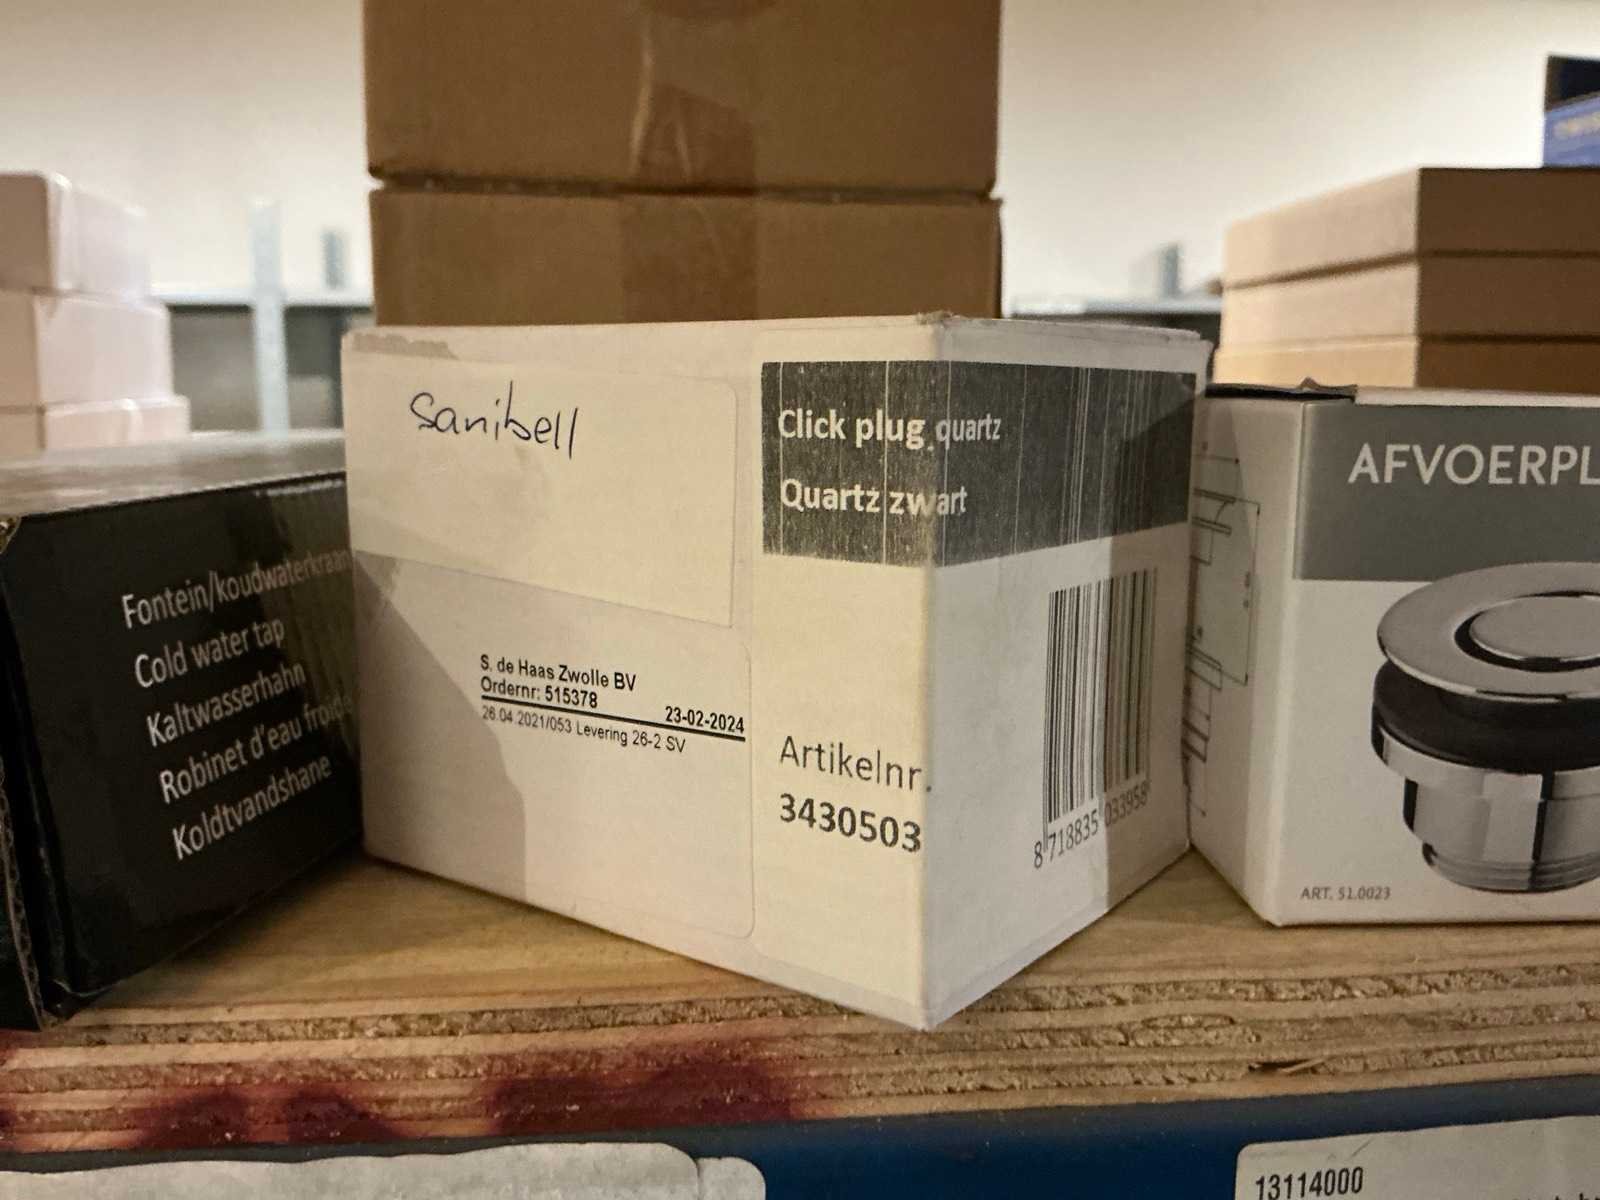 Fontein/koudwaterkraan
Cold water tap
Kaltwasserhahn
Robinet d'eau froide
Koldtvandshane
Sanibell
S. de Haas Zwolle BV
Ordernr: 515378
23-02-2024
26.04.2021/053 Levering 26-2 SV
Click plug quartz
Quartz zwart
Artikelnr.
3430503
8 718835 033958
AFVOERPL
ART. 51.0023
13114000